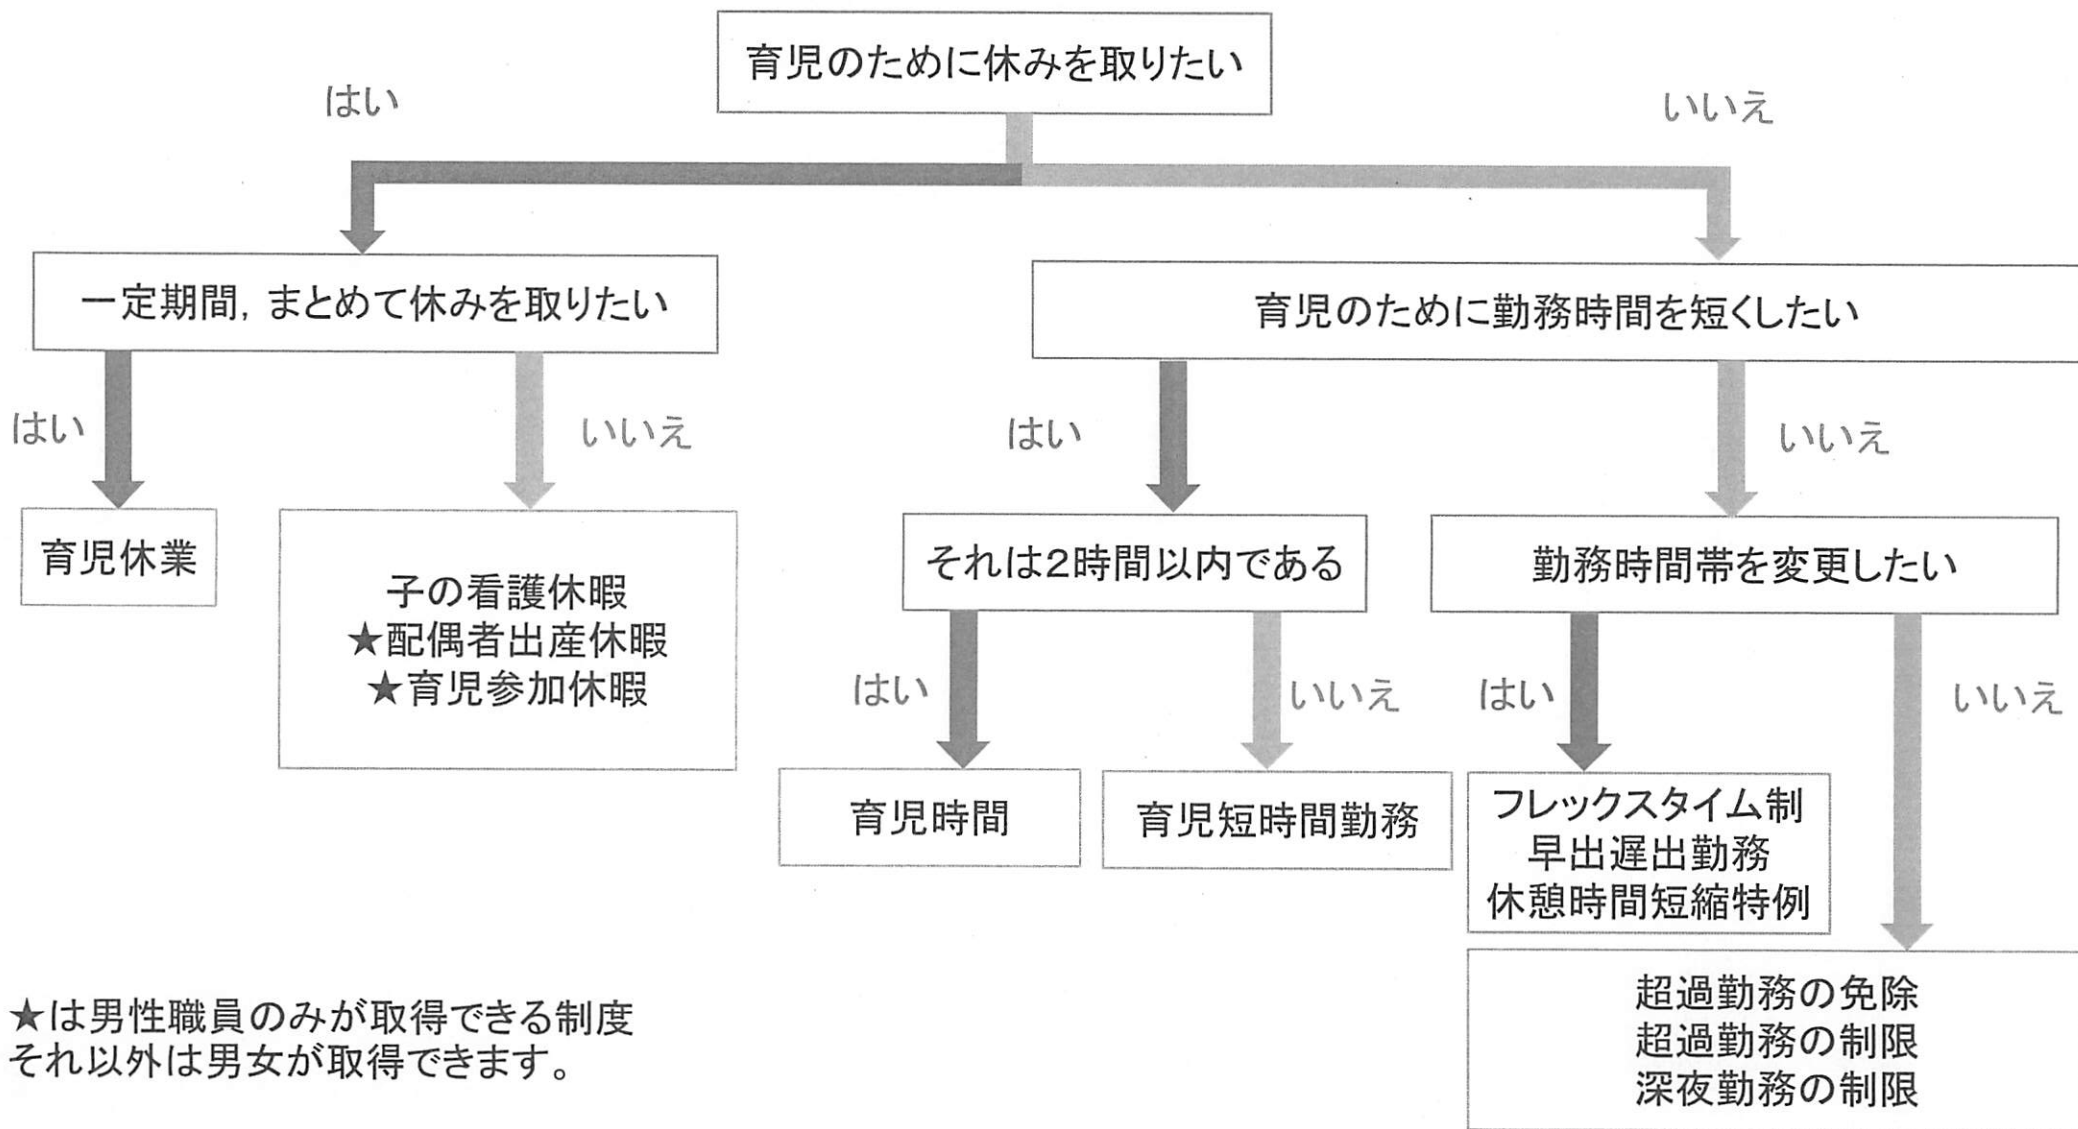 育児のために休みを取りたい
はい
いいえ
一定期間，まとめて休みを取りたい
育児のために勤務時間を短くしたい
はい
いいえ
はい
いいえ
育児休業
子の看護休暇
★配偶者出産休暇
★育児参加休暇
それは２時間以内である
勤務時間帯を変更したい
はい
いいえ
はい
いいえ
育児時間
育児短時間勤務
フレックスタイム制
早出遅出勤務
休憩時間短縮特例
超過勤務の免除
超過勤務の制限
深夜勤務の制限
★は男性職員のみが取得できる制度
それ以外は男女が取得できます。